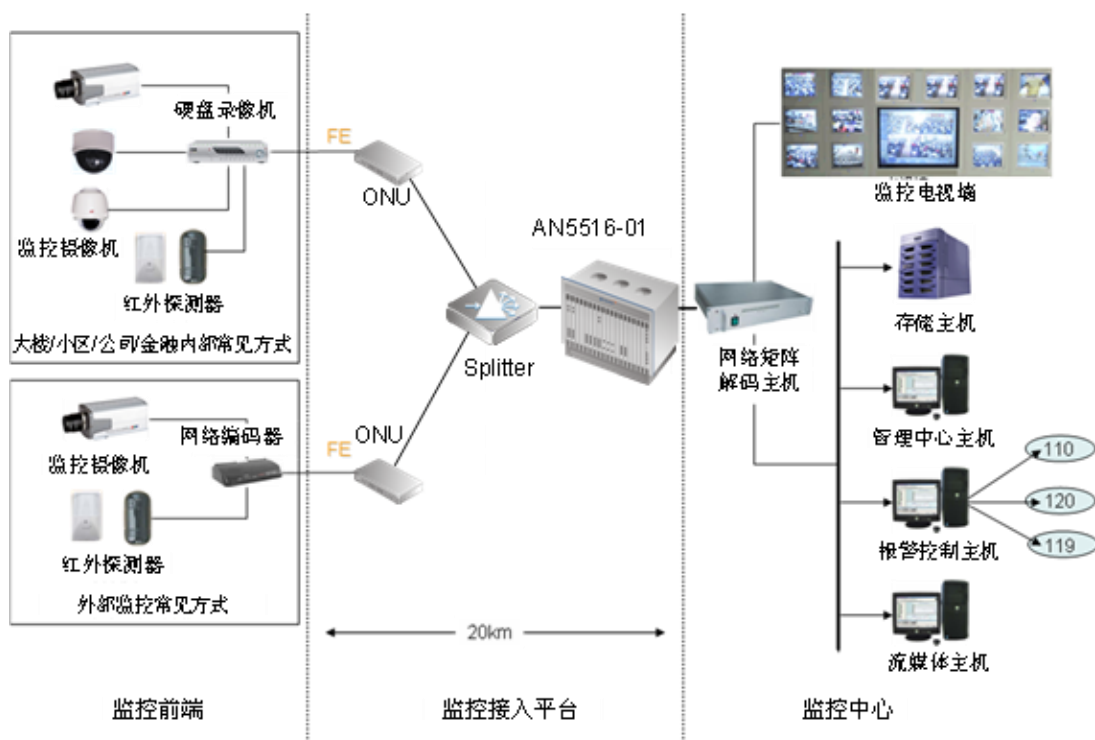 硬盘录像机
监控摄像机
红外探测器
大楼/小区/公司/金融内部常见方式
网络编码器
监控摄像机
红外探测器
外部监控常见方式
监控前端
FE
ONU
FE
ONU
Splitter
AN5516-01
20km
监控接入平台
监控电视墙
网络矩阵
解码主机
存储主机
管理中心主机
报警控制主机
110
120
119
流媒体主机
监控中心